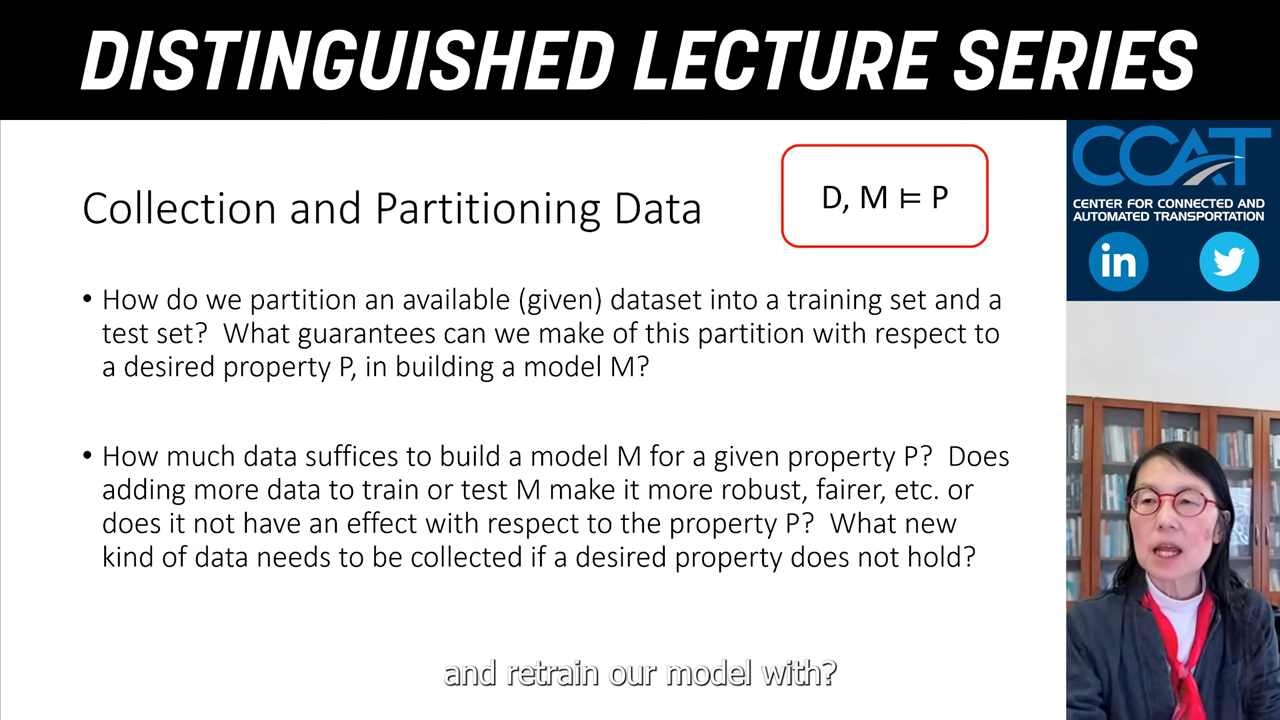 DISTINGUISHED LECTURE SERIES
CCAT
CENTER FOR CONNECTED AND
AUTOMATED TRANSPORTATION
in
Collection and Partitioning Data
D, M ⊨ P
• How do we partition an available (given) dataset into a training set and a
test set? What guarantees can we make of this partition with respect to
a desired property P, in building a model M?
• How much data suffices to build a model M for a given property P? Does
adding more data to train or test M make it more robust, fairer, etc. or
does it not have an effect with respect to the property P? What new
kind of data needs to be collected if a desired property does not hold?
and retrain our model with?